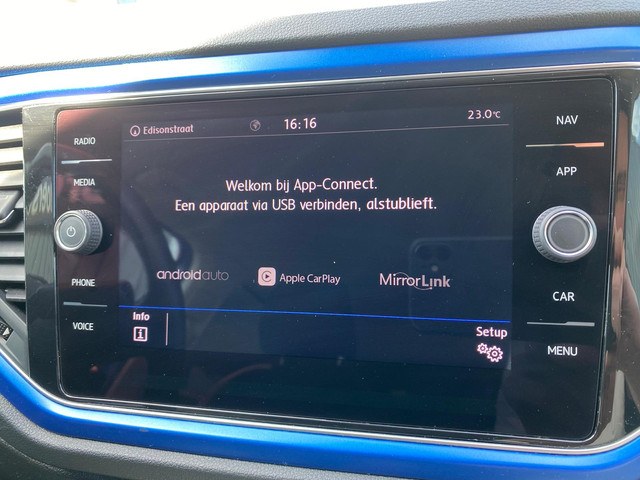 Edisonstraat 16:16 23.0°C
RADIO
MEDIA
PHONE
VOICE
Welkom bij App-Connect.
Een apparaat via USB verbinden, alstublieft.
androidauto Apple CarPlay MirrorLink
Info
Setup
NAV
APP
CAR
MENU